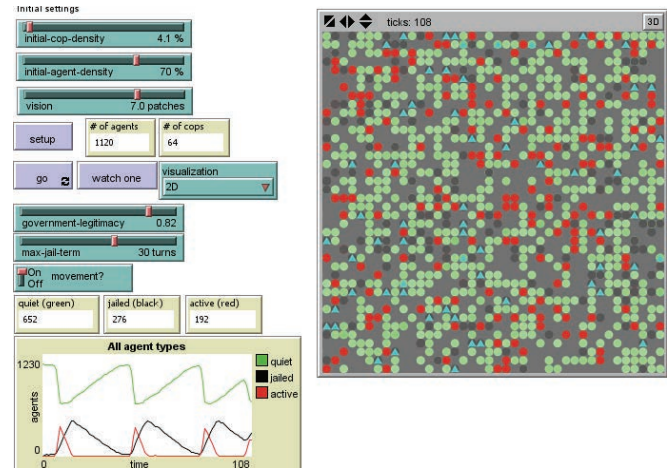 Initial settings
initial-cop-density 4.1 %
initial-agent-density 70 %
vision 7.0 patches
setup
# of agents
1120
# of cops
64
go
watch one
visualization
2D
government-legitimacy 0.82
max-jail-term 30 turns
On
Off
movement?
quiet (green)
652
jailed (black)
276
active (red)
192
All agent types
1230
agents
0
0
time
108
quiet
jailed
active
ticks: 108
3D